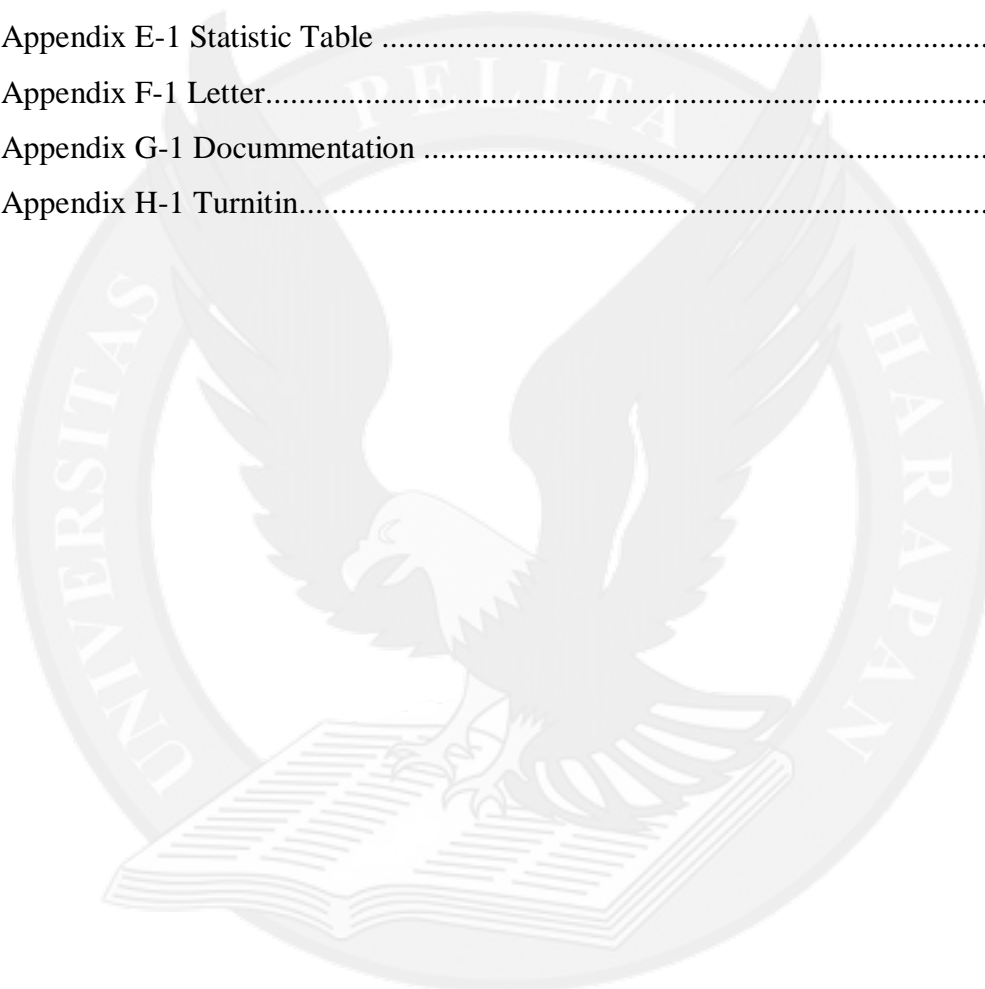 Appendix E-1 Statistic Table ........................................................................
Appendix F-1 Letter......................................................................................
Appendix G-1 Docummentation ...................................................................
Appendix H-1 Turnitin..................................................................................
UNIVERSITAS PELITA HARAPAN